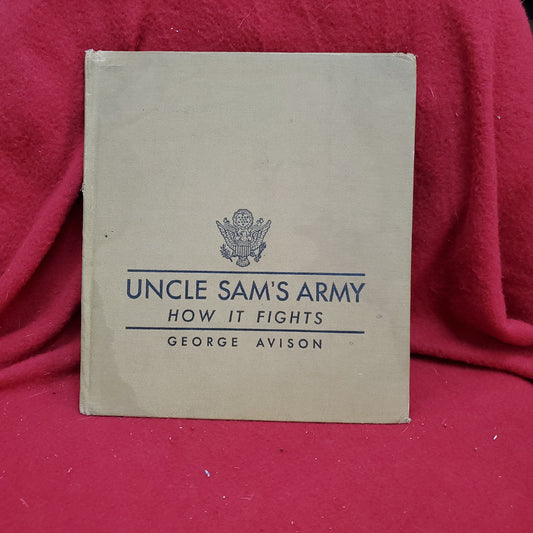 UNCLE SAM'S ARMY
HOW IT FIGHTS
GEORGE AVISON